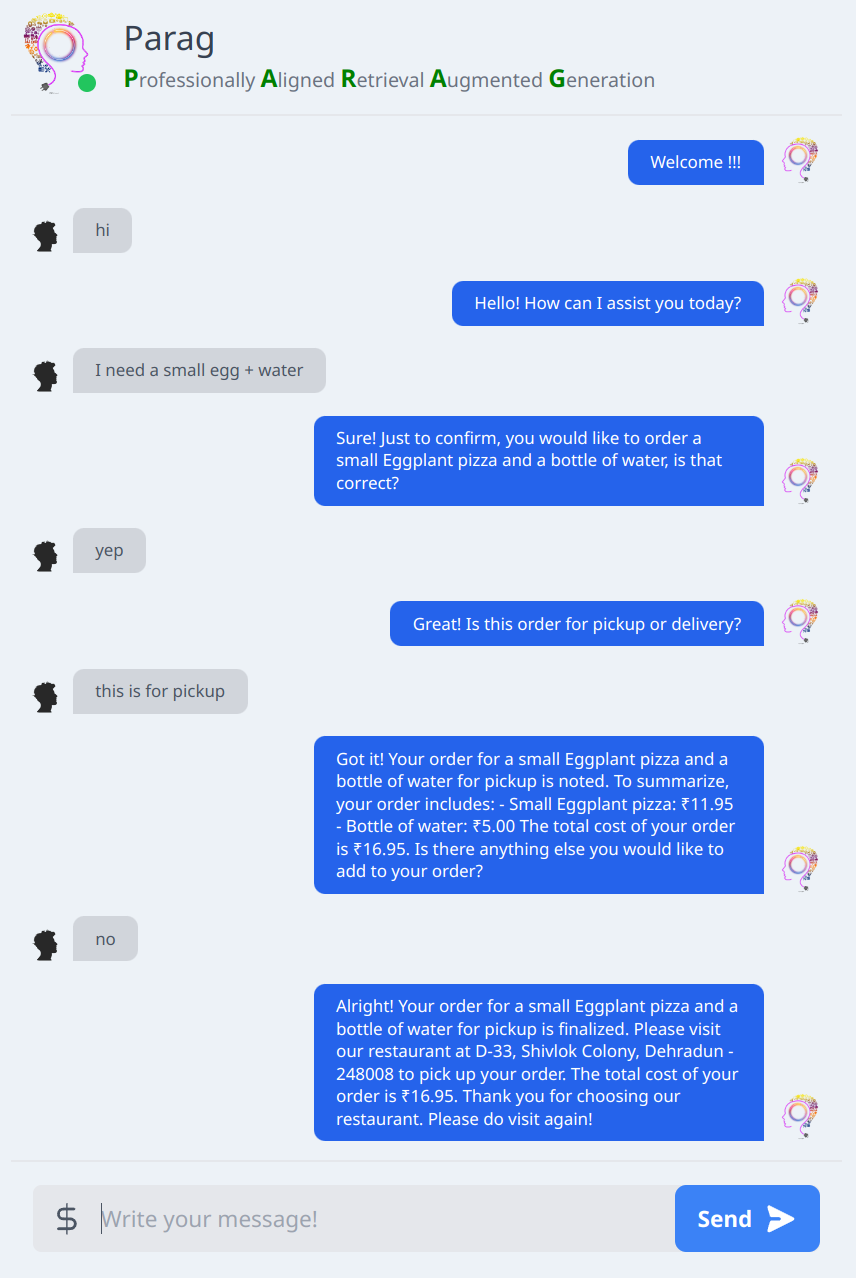 Parag
Professionally Aligned Retrieval Augmented Generation
Welcome !!!
hi
Hello! How can I assist you today?
I need a small egg + water
Sure! Just to confirm, you would like to order a
small Eggplant pizza and a bottle of water, is that
correct?
yep
Great! Is this order for pickup or delivery?
this is for pickup
Got it! Your order for a small Eggplant pizza and a
bottle of water for pickup is noted. To summarize,
your order includes: - Small Eggplant pizza: ₹11.95
- Bottle of water: ₹5.00 The total cost of your order
is ₹16.95. Is there anything else you would like to
add to your order?
no
Alright! Your order for a small Eggplant pizza and a
bottle of water for pickup is finalized. Please visit
our restaurant at D-33, Shivlok Colony, Dehradun -
248008 to pick up your order. The total cost of your
order is ₹16.95. Thank you for choosing our
restaurant. Please do visit again!
$ Write your message! Send